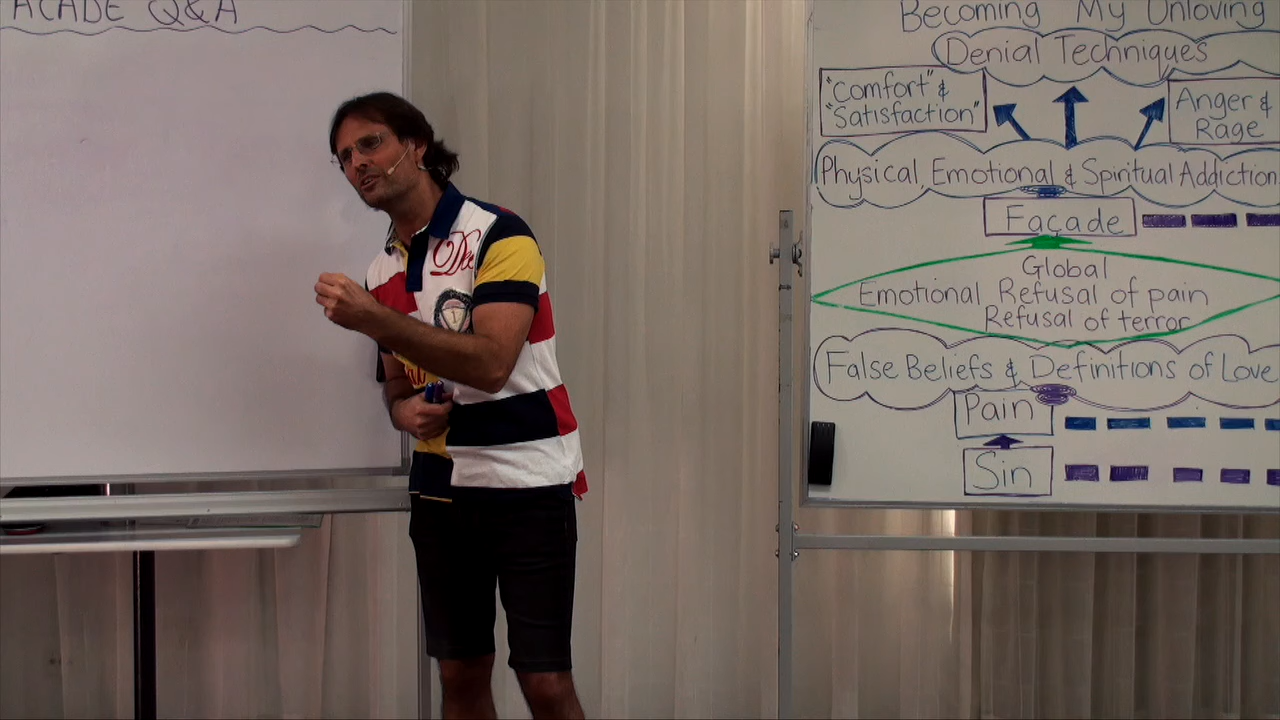 ACADE Q&A
Becoming My Unloving
Denial Techniques
"Comfort" &
"Satisfaction"
Anger &
Rage
Physical, Emotional & Spiritual Addiction
Façade
Global
Emotional Refusal of pain
Refusal of terror
False Beliefs & Definitions of Love
Pain
Sin